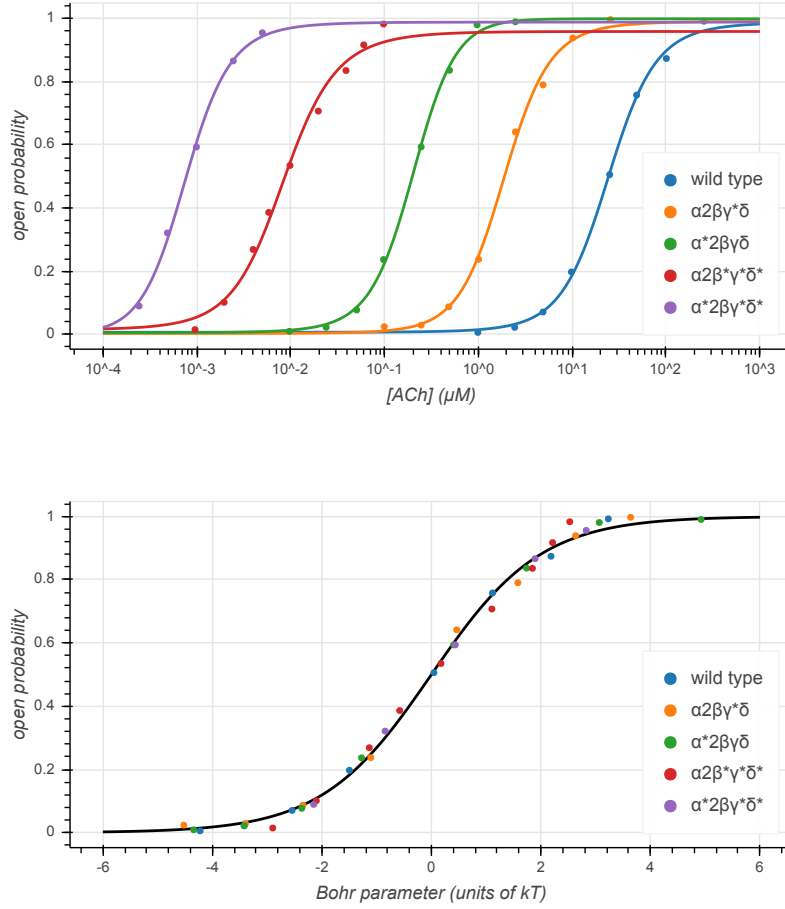 1
0.8
0.6
0.4
0.2
0
open probability
10^-4 10^-3 10^-2 10^-1 10^0 10^1 10^2 10^3
[ACh] (μM)
wild type
α2βγ*δ
α*2βγδ
α2β*γ*δ*
α*2βγ*δ*
1
0.8
0.6
0.4
0.2
0
open probability
-6 -4 -2 0 2 4 6
Bohr parameter (units of kT)
wild type
α2βγ*δ
α*2βγδ
α2β*γ*δ*
α*2βγ*δ*